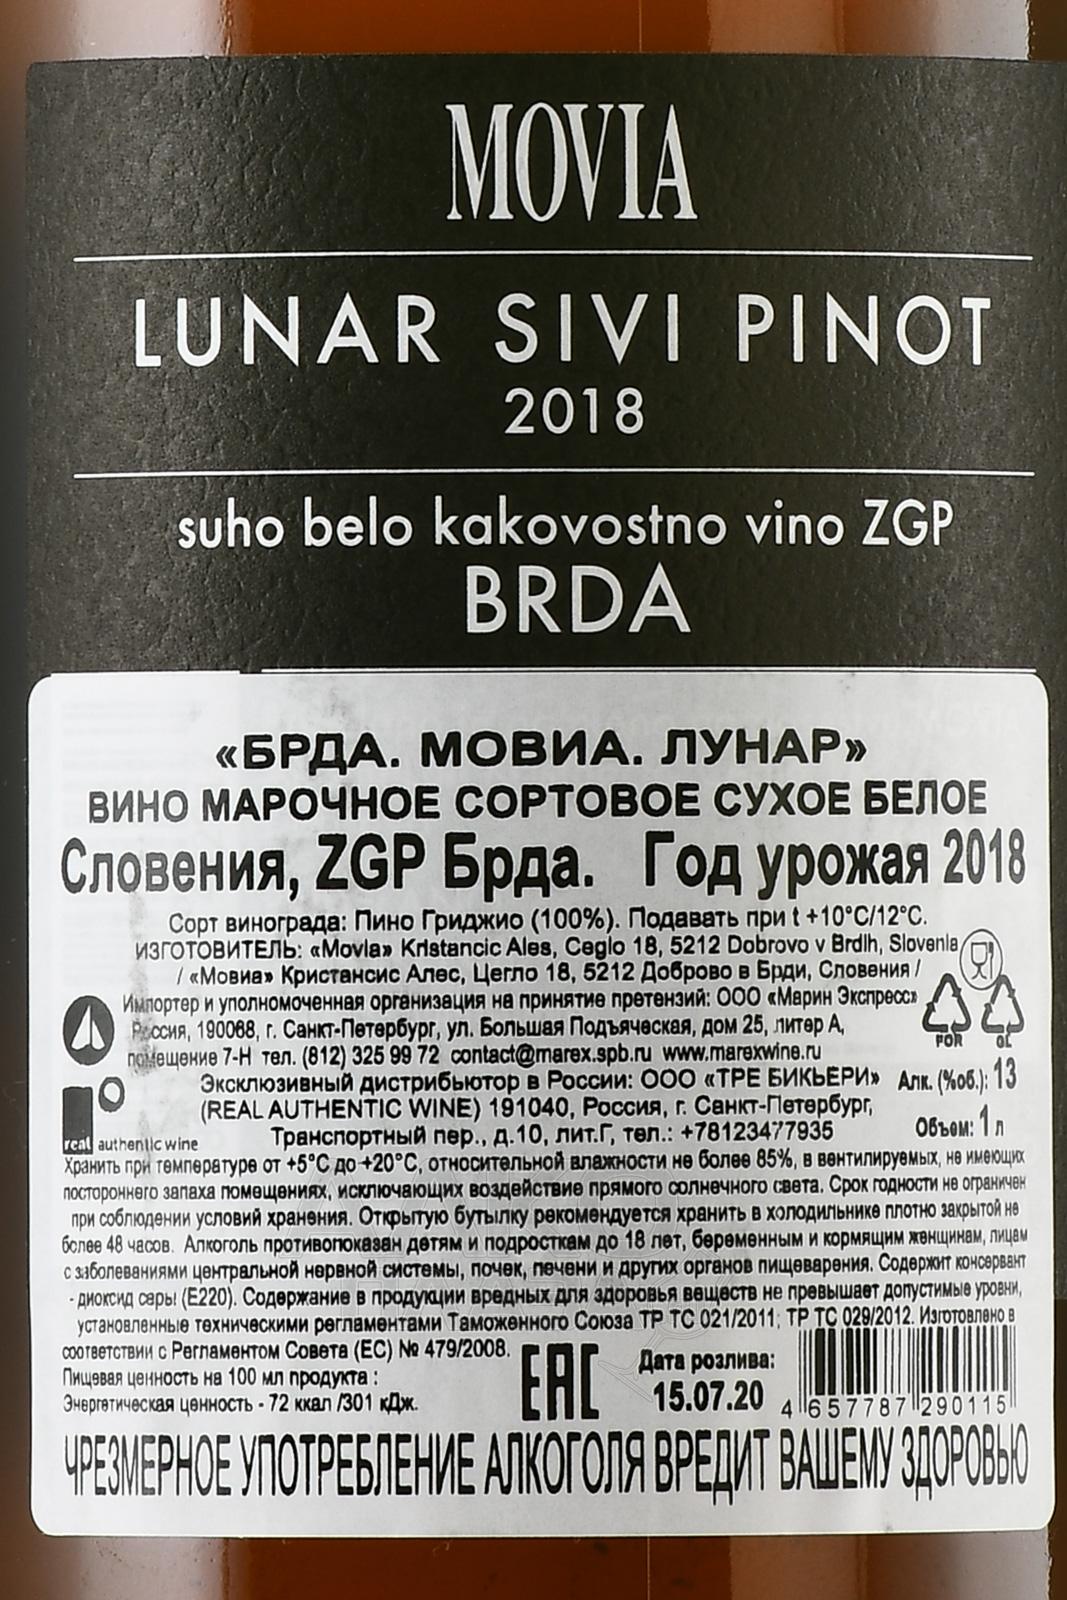 MOVIA
LUNAR SIVI PINOT
2018
suho belo kakovostno vino ZGP
BRDA
«БРДА. МОВИА. ЛУНАР»
ВИНО МАРОЧНОЕ СОРТОВОЕ СУХОЕ БЕЛОЕ
Словения, ZGP Брда. Год урожая 2018
Сорт винограда: Пино Гриджио (100%). Подавать при t +10°C/12°C.
ИЗГОТОВИТЕЛЬ: «Movia» Kristancic Ales, Ceglo 18, 5212 Dobrovo v Brdih, Slovenia
/ «Мовиа» Кристансис Алес, Цегло 18, 5212 Доброво в Брди, Словения /
Импортер и уполномоченная организация на принятие претензий: ООО «Марин Экспресс»
Россия, 190068, г. Санкт-Петербург, ул. Большая Подъяческая, дом 25, литер А,
помещение 7-Н тел. (812) 325 99 72 contact@marex.spb.ru www.marexwine.ru
POR GL
Эксклюзивный дистрибьютор в России: ООО «ТРЕ БИКЬЕРИ»
Алк. (%об.): 13
(REAL AUTHENTIC WINE) 191040, Россия, г. Санкт-Петербург,
Транспортный пер., д.10, лит.Г, тел.: +78123477935
Объем: 1 л
real authentic wine
Хранить при температуре от +5°C до +20°C, относительной влажности не более 85%, в вентилируемых, не имеющих
постороннего запаха помещениях, исключающих воздействие прямого солнечного света. Срок годности не ограничен
при соблюдении условий хранения. Открытую бутылку рекомендуется хранить в холодильнике плотно закрытой не
более 48 часов. Алкоголь противопоказан детям и подросткам до 18 лет, беременным и кормящим женщинам, лицам
с заболеваниями центральной нервной системы, почек, печени и других органов пищеварения. Содержит консервант
- диоксид серы (Е220). Содержание в продукции вредных для здоровья веществ не превышает допустимые уровни,
установленные техническими регламентами Таможенного Союза ТР ТС 021/2011; ТР ТС 029/2012. Изготовлено в
соответствии с Регламентом Совета (ЕС) № 479/2008.
Пищевая ценность на 100 мл продукта :
Энергетическая ценность - 72 ккал /301 кДж.
EAC
Дата розлива:
15.07.20
4 657787 290115
ЧРЕЗМЕРНОЕ УПОТРЕБЛЕНИЕ АЛКОГОЛЯ ВРЕДИТ ВАШЕМУ ЗДОРОВЬЮ